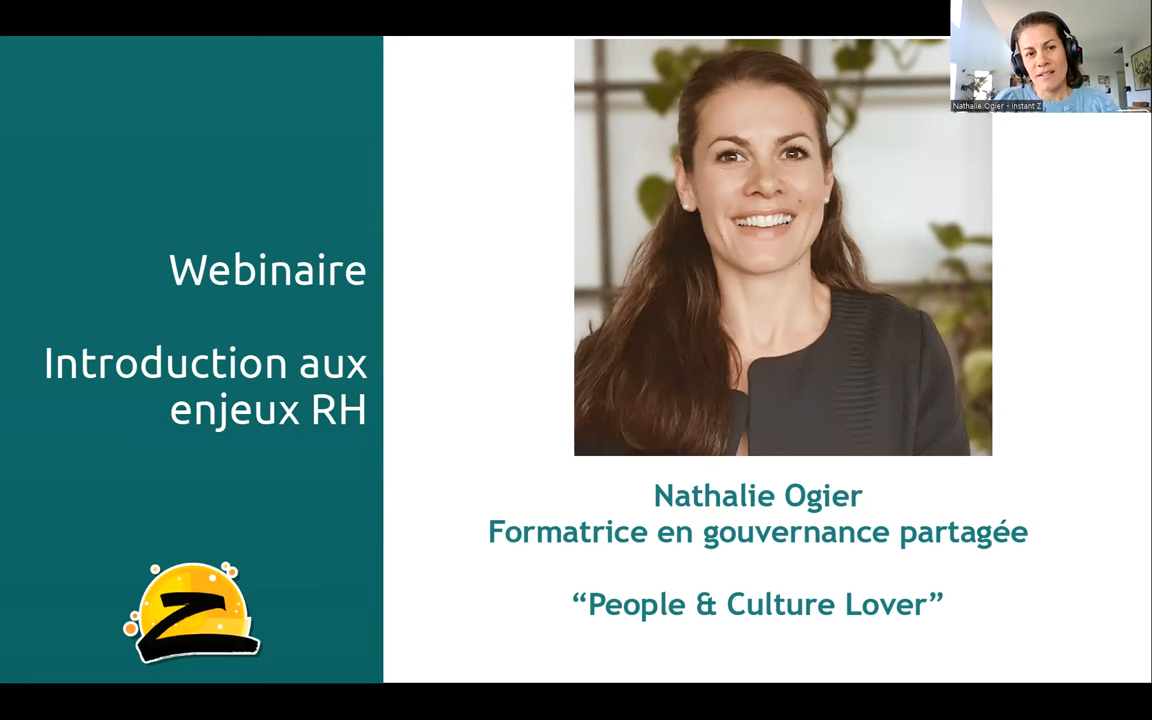 Nathalie Ogier - Instant Z
Webinaire
Introduction aux
enjeux RH
Z
Nathalie Ogier
Formatrice en gouvernance partagée
“People & Culture Lover”